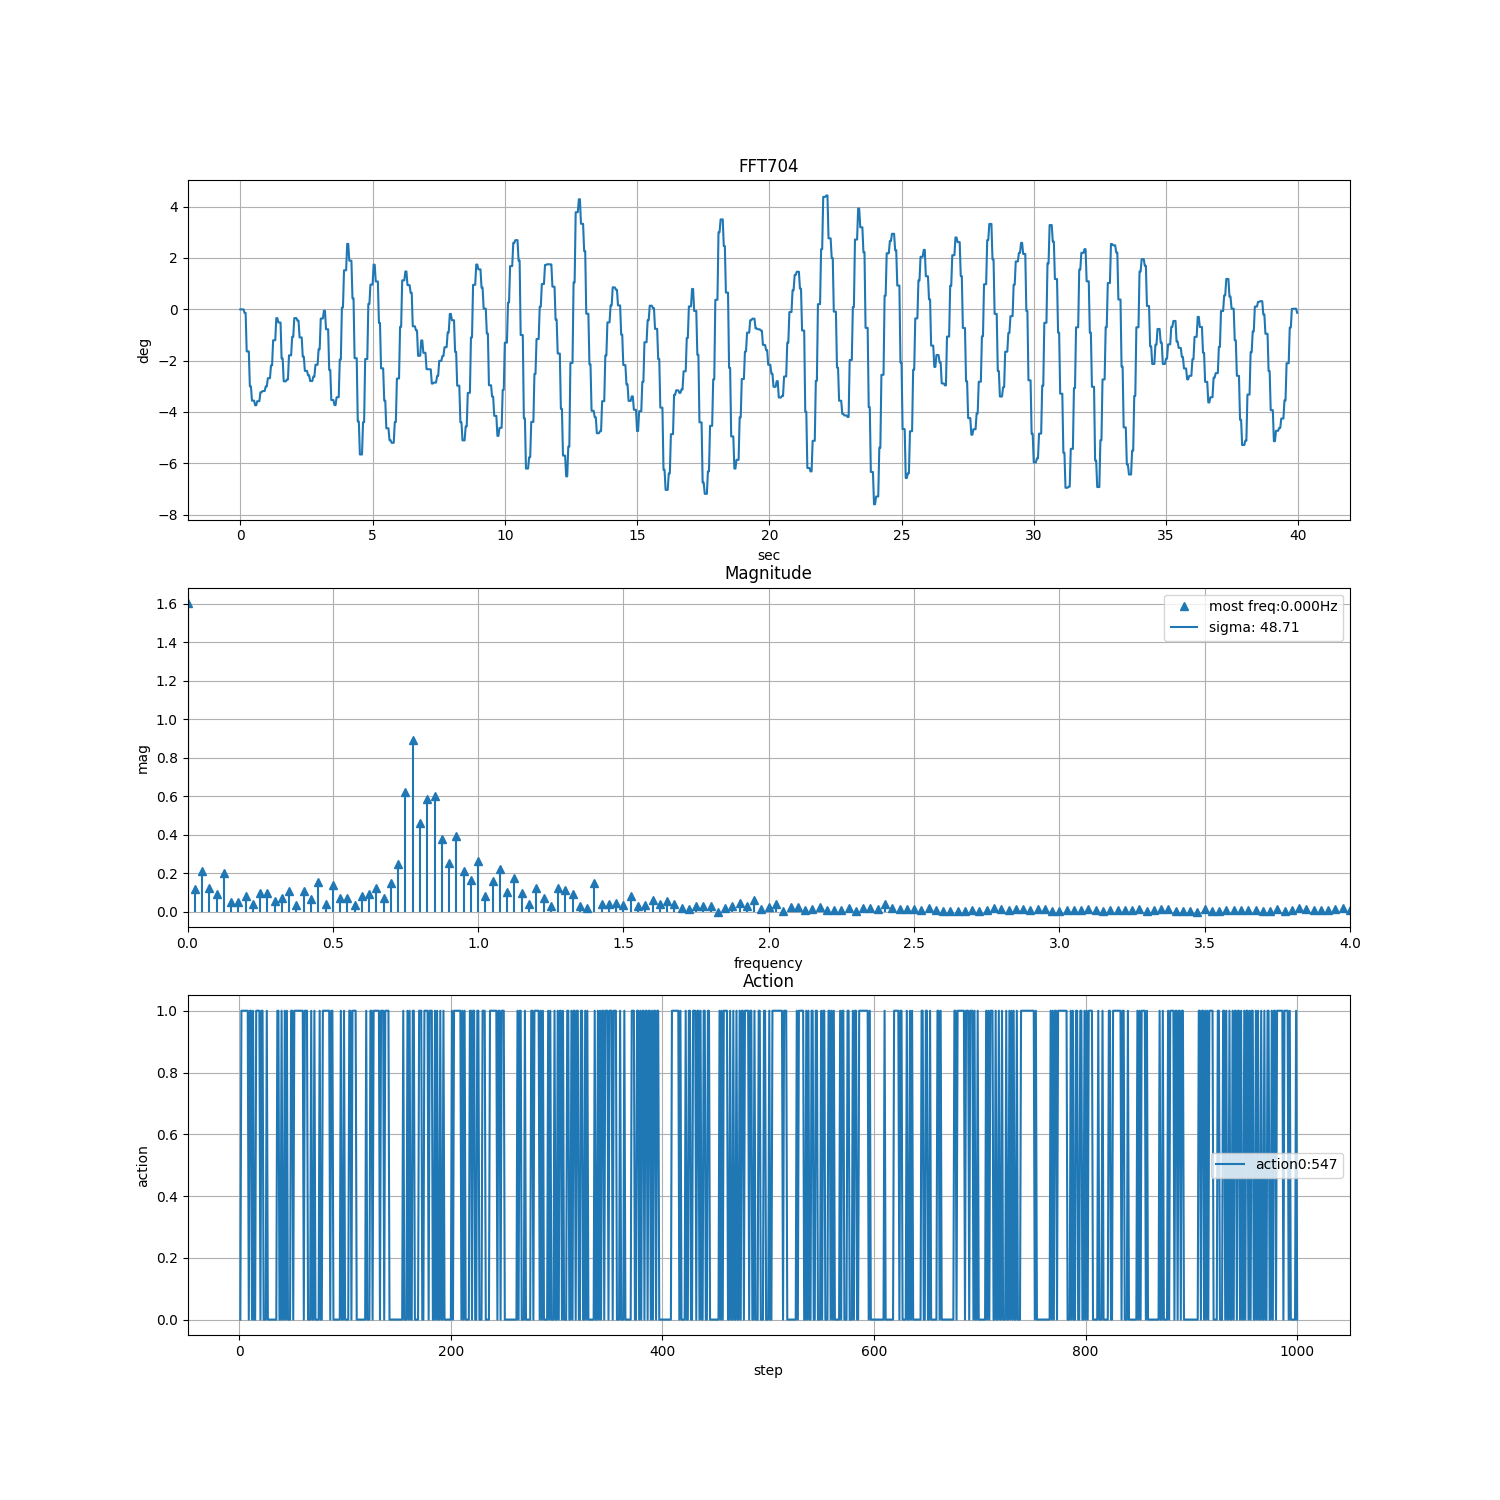 FFT704
4
2
0
−2
−4
−6
−8
deg
0 5 10 15 20 25 30 35 40
sec
Magnitude
1.6
1.4
1.2
1.0
0.8
0.6
0.4
0.2
0.0
mag
most freq:0.000Hz
sigma: 48.71
0.0 0.5 1.0 1.5 2.0 2.5 3.0 3.5 4.0
frequency
Action
1.0
0.8
0.6
0.4
0.2
0.0
action
action0:547
0 200 400 600 800 1000
step